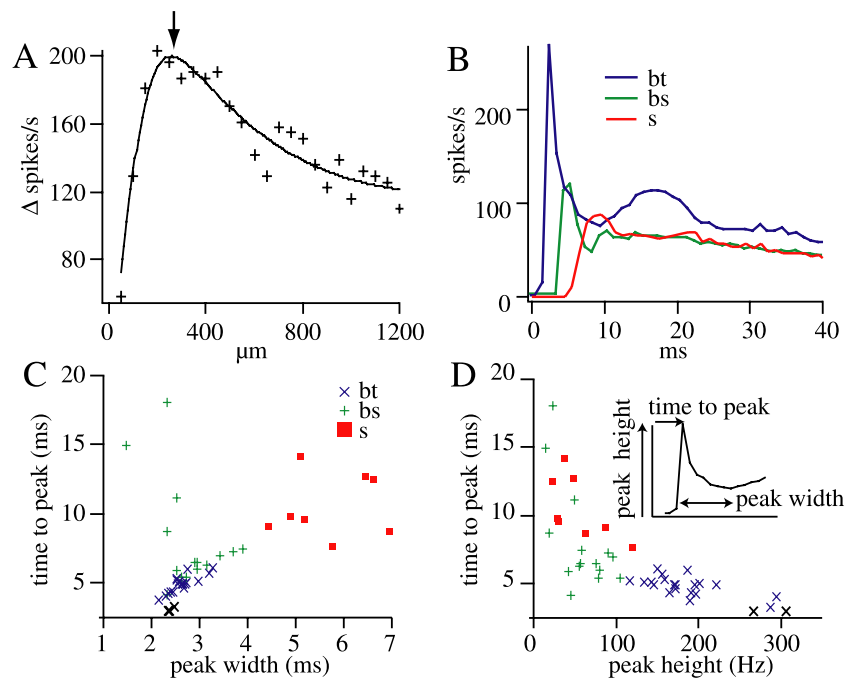 A
Δ spikes/s
200
160
120
80
0
400
800
1200
µm
B
spikes/s
200
100
0
bt
bs
s
0
10
20
30
40
ms
C
time to peak (ms)
20
15
10
5
bt
bs
s
1
2
3
4
5
6
7
peak width (ms)
D
time to peak (ms)
20
15
10
5
time to peak
peak height
peak width
0
100
200
300
peak height (Hz)